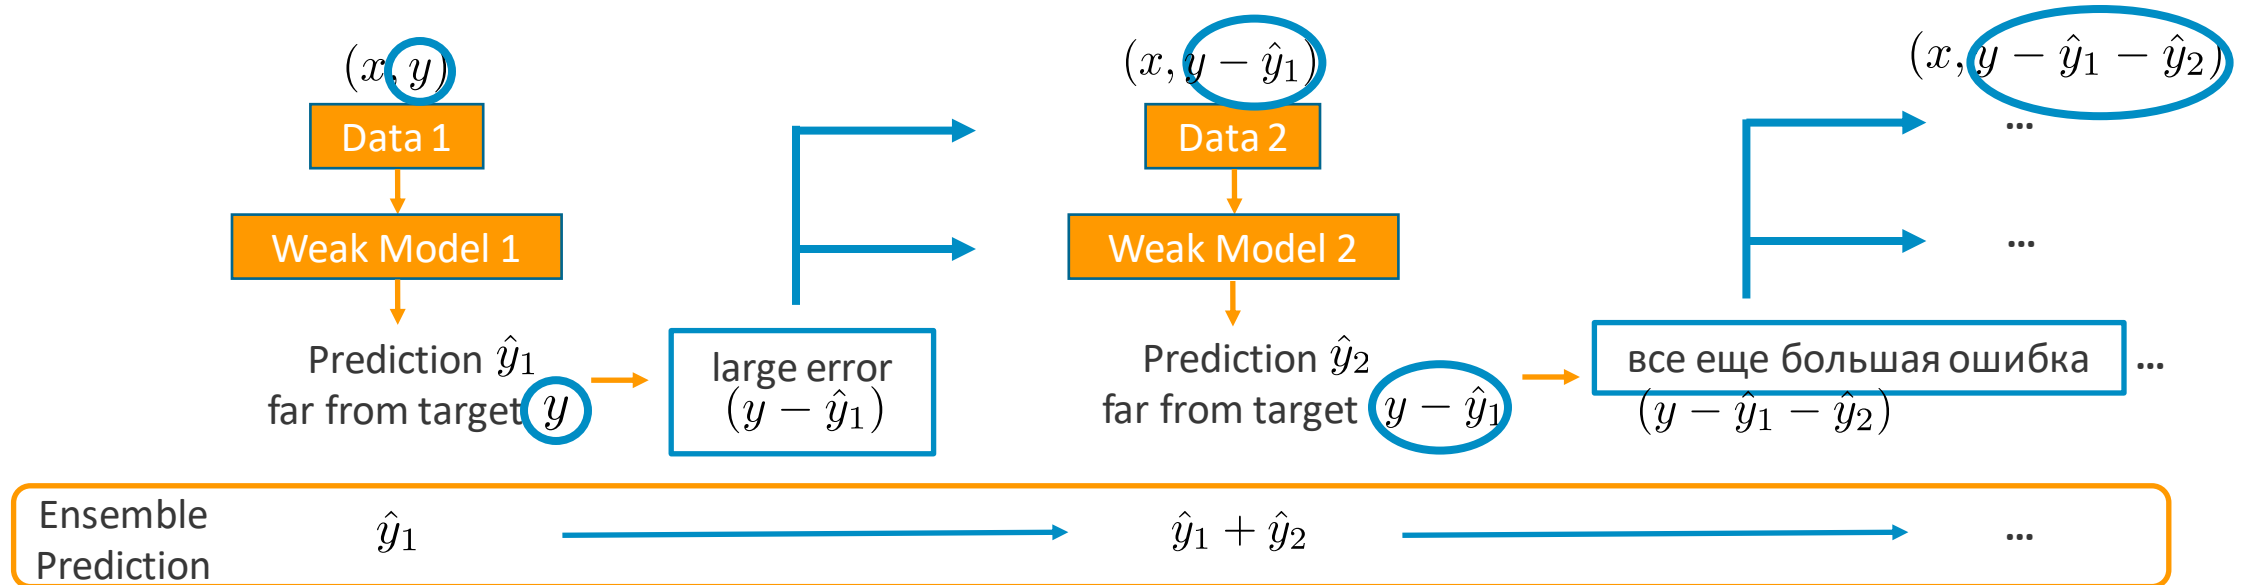 (x, y)
Data 1
Weak Model 1
Prediction ŷ₁
far from target y
large error
(y − ŷ₁)
(x, y − ŷ₁)
Data 2
Weak Model 2
Prediction ŷ₂
far from target y − ŷ₁
все еще большая ошибка
(y − ŷ₁ − ŷ₂)
...
(x, y − ŷ₁ − ŷ₂)
...
...
Ensemble
Prediction
ŷ₁
ŷ₁ + ŷ₂
...